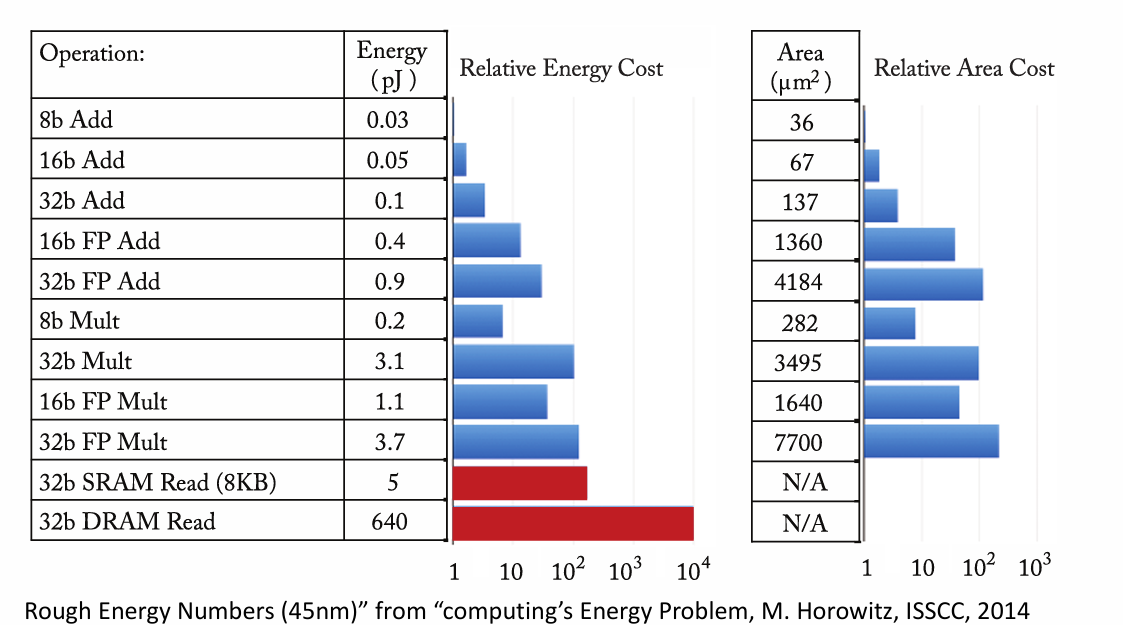 Operation: Energy (pJ) Relative Energy Cost Area (μm²) Relative Area Cost
8b Add 0.03 36
16b Add 0.05 67
32b Add 0.1 137
16b FP Add 0.4 1360
32b FP Add 0.9 4184
8b Mult 0.2 282
32b Mult 3.1 3495
16b FP Mult 1.1 1640
32b FP Mult 3.7 7700
32b SRAM Read (8KB) 5 N/A
32b DRAM Read 640 N/A
1 10 10² 10³ 10⁴ 1 10 10² 10³
Rough Energy Numbers (45nm)” from “computing’s Energy Problem, M. Horowitz, ISSCC, 2014